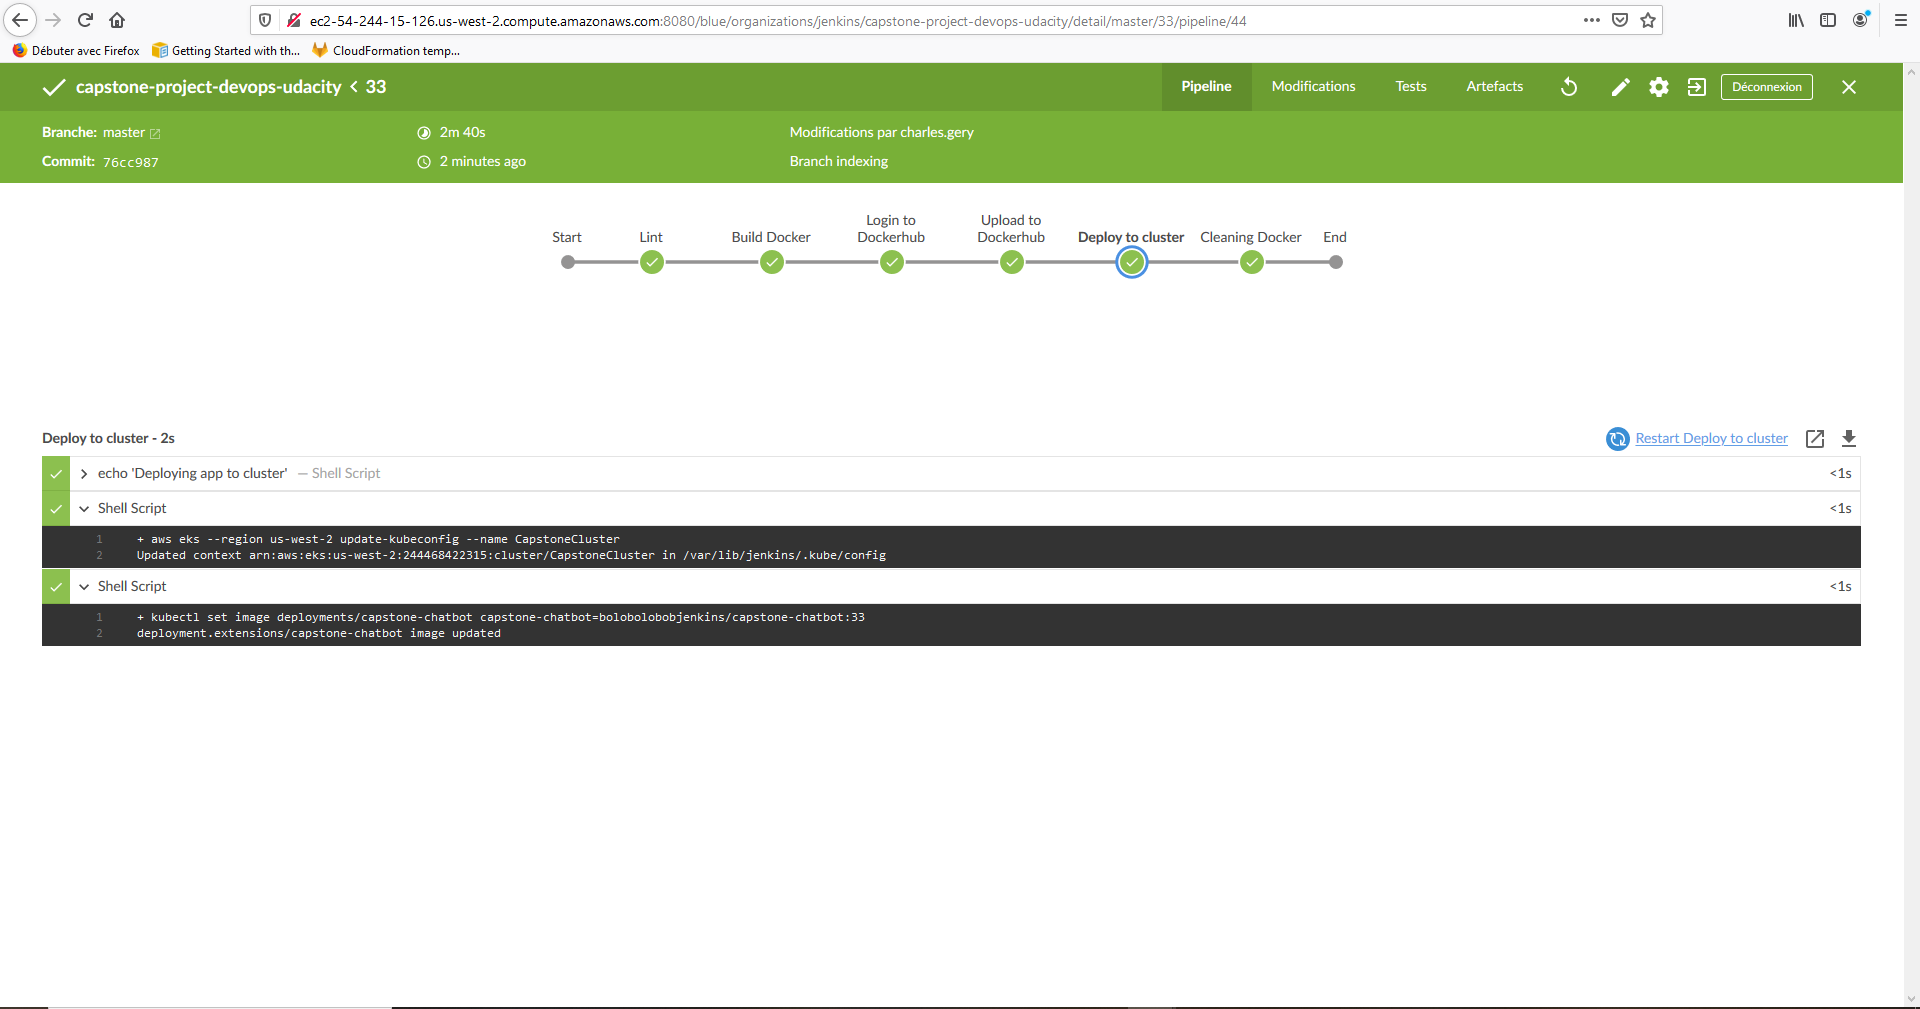 ec2-54-244-15-126.us-west-2.compute.amazonaws.com:8080/blue/organizations/jenkins/capstone-project-devops-udacity/detail/master/33/pipeline/44
Débuter avec Firefox Getting Started with th... CloudFormation temp...
capstone-project-devops-udacity < 33 Pipeline Modifications Tests Artefacts Déconnexion
Branche: master 2m 40s Modifications par charles.gery
Commit: 76cc987 2 minutes ago Branch indexing
Login to Upload to
Start Lint Build Docker Dockerhub Dockerhub Deploy to cluster Cleaning Docker End
Deploy to cluster - 2s Restart Deploy to cluster
echo 'Deploying app to cluster' — Shell Script <1s
Shell Script <1s
1 + aws eks --region us-west-2 update-kubeconfig --name CapstoneCluster
2 Updated context arn:aws:eks:us-west-2:244468422315:cluster/CapstoneCluster in /var/lib/jenkins/.kube/config
Shell Script <1s
1 + kubectl set image deployments/capstone-chatbot capstone-chatbot=bolobolobobjenkins/capstone-chatbot:33
2 deployment.extensions/capstone-chatbot image updated